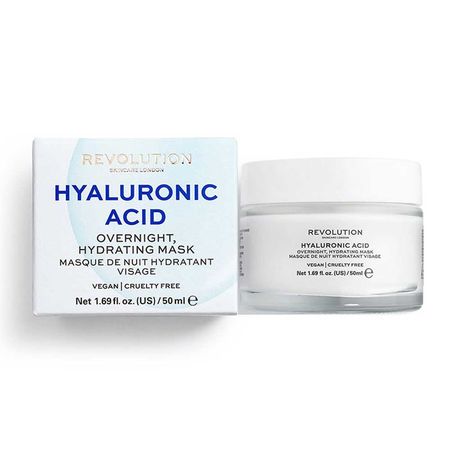 REVOLUTION
SKINCARE LONDON
HYALURONIC
ACID
OVERNIGHT,
HYDRATING MASK
MASQUE DE NUIT HYDRATANT
VISAGE
VEGAN | CRUELTY FREE
Net 1.69 fl. oz. (US) / 50 ml ℮
REVOLUTION
SKINCARE LONDON
HYALURONIC ACID
OVERNIGHT, HYDRATING MASK
MASQUE DE NUIT HYDRATANT VISAGE
VEGAN | CRUELTY FREE
Net 1.69 fl. oz. (US) / 50ml ℮